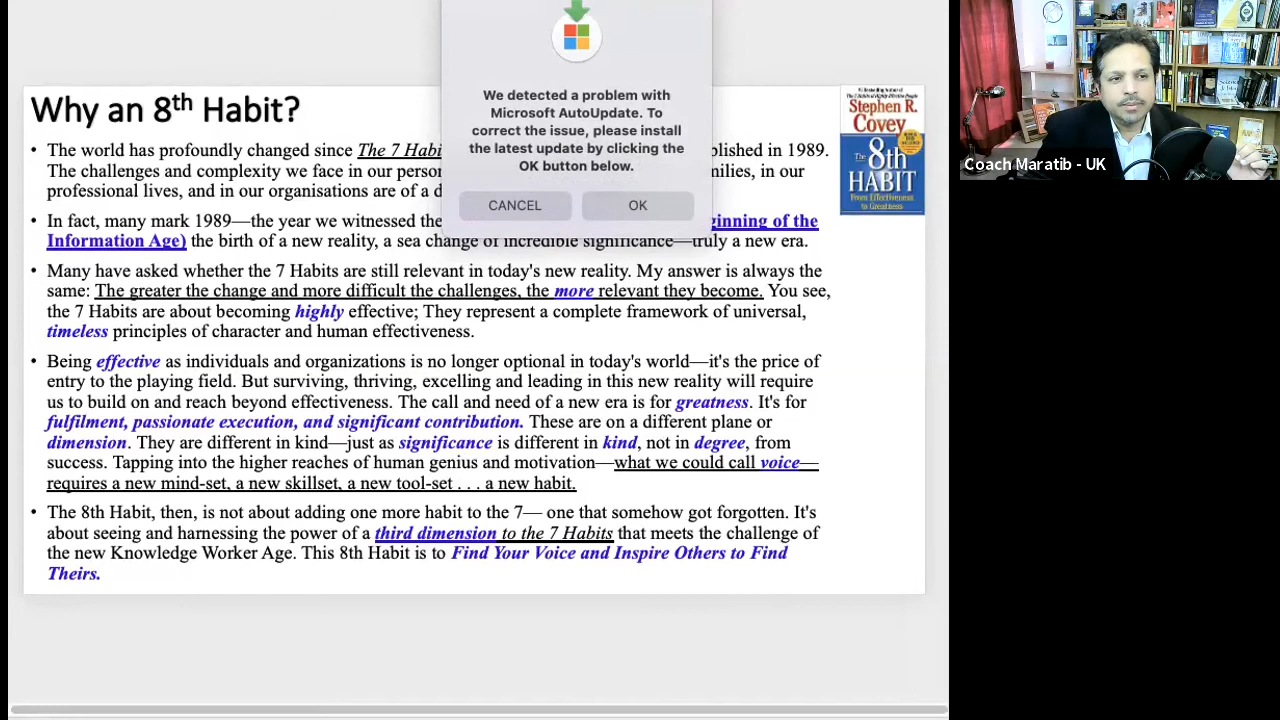 We detected a problem with
Microsoft AutoUpdate. To
correct the issue, please install
the latest update by clicking the
OK button below.
CANCEL
OK
Why an 8th Habit?
• The world has profoundly changed since The 7 Habi
blished in 1989.
The challenges and complexity we face in our person
milies, in our
professional lives, and in our organisations are of a d
• In fact, many mark 1989—the year we witnessed the
ginning of the
Information Age) the birth of a new reality, a sea change of incredible significance—truly a new era.
• Many have asked whether the 7 Habits are still relevant in today's new reality. My answer is always the
same: The greater the change and more difficult the challenges, the more relevant they become. You see,
the 7 Habits are about becoming highly effective; They represent a complete framework of universal,
timeless principles of character and human effectiveness.
• Being effective as individuals and organizations is no longer optional in today's world—it's the price of
entry to the playing field. But surviving, thriving, excelling and leading in this new reality will require
us to build on and reach beyond effectiveness. The call and need of a new era is for greatness. It's for
fulfilment, passionate execution, and significant contribution. These are on a different plane or
dimension. They are different in kind—just as significance is different in kind, not in degree, from
success. Tapping into the higher reaches of human genius and motivation—what we could call voice—
requires a new mind-set, a new skillset, a new tool-set . . . a new habit.
• The 8th Habit, then, is not about adding one more habit to the 7— one that somehow got forgotten. It's
about seeing and harnessing the power of a third dimension to the 7 Habits that meets the challenge of
the new Knowledge Worker Age. This 8th Habit is to Find Your Voice and Inspire Others to Find
Theirs.
Stephen R.
Covey
The
8th
HABIT
From Effectiveness
to Greatness
Coach Maratib - UK